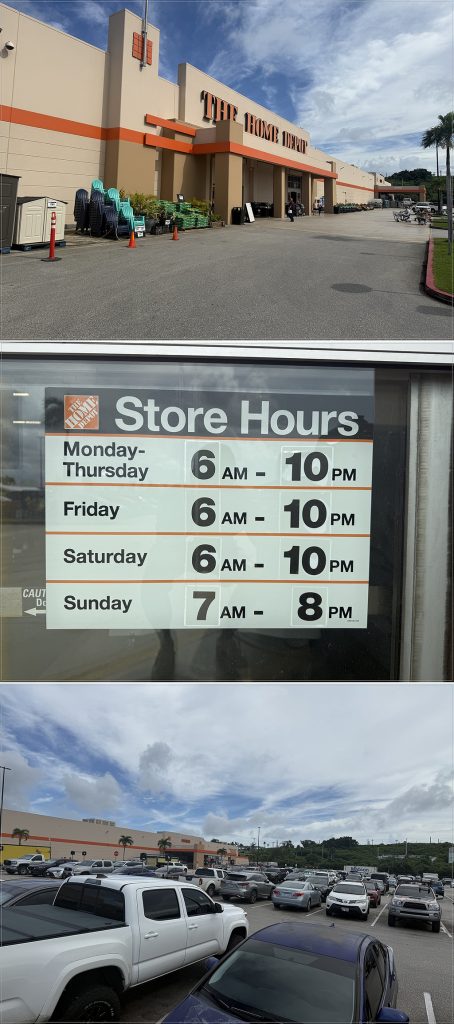 THE HOME DEPOT
THE
HOME
DEPOT
Store Hours
Monday-
Thursday
6 AM - 10 PM
Friday
6 AM - 10 PM
Saturday
6 AM - 10 PM
Sunday
7 AM - 8 PM
CAUT